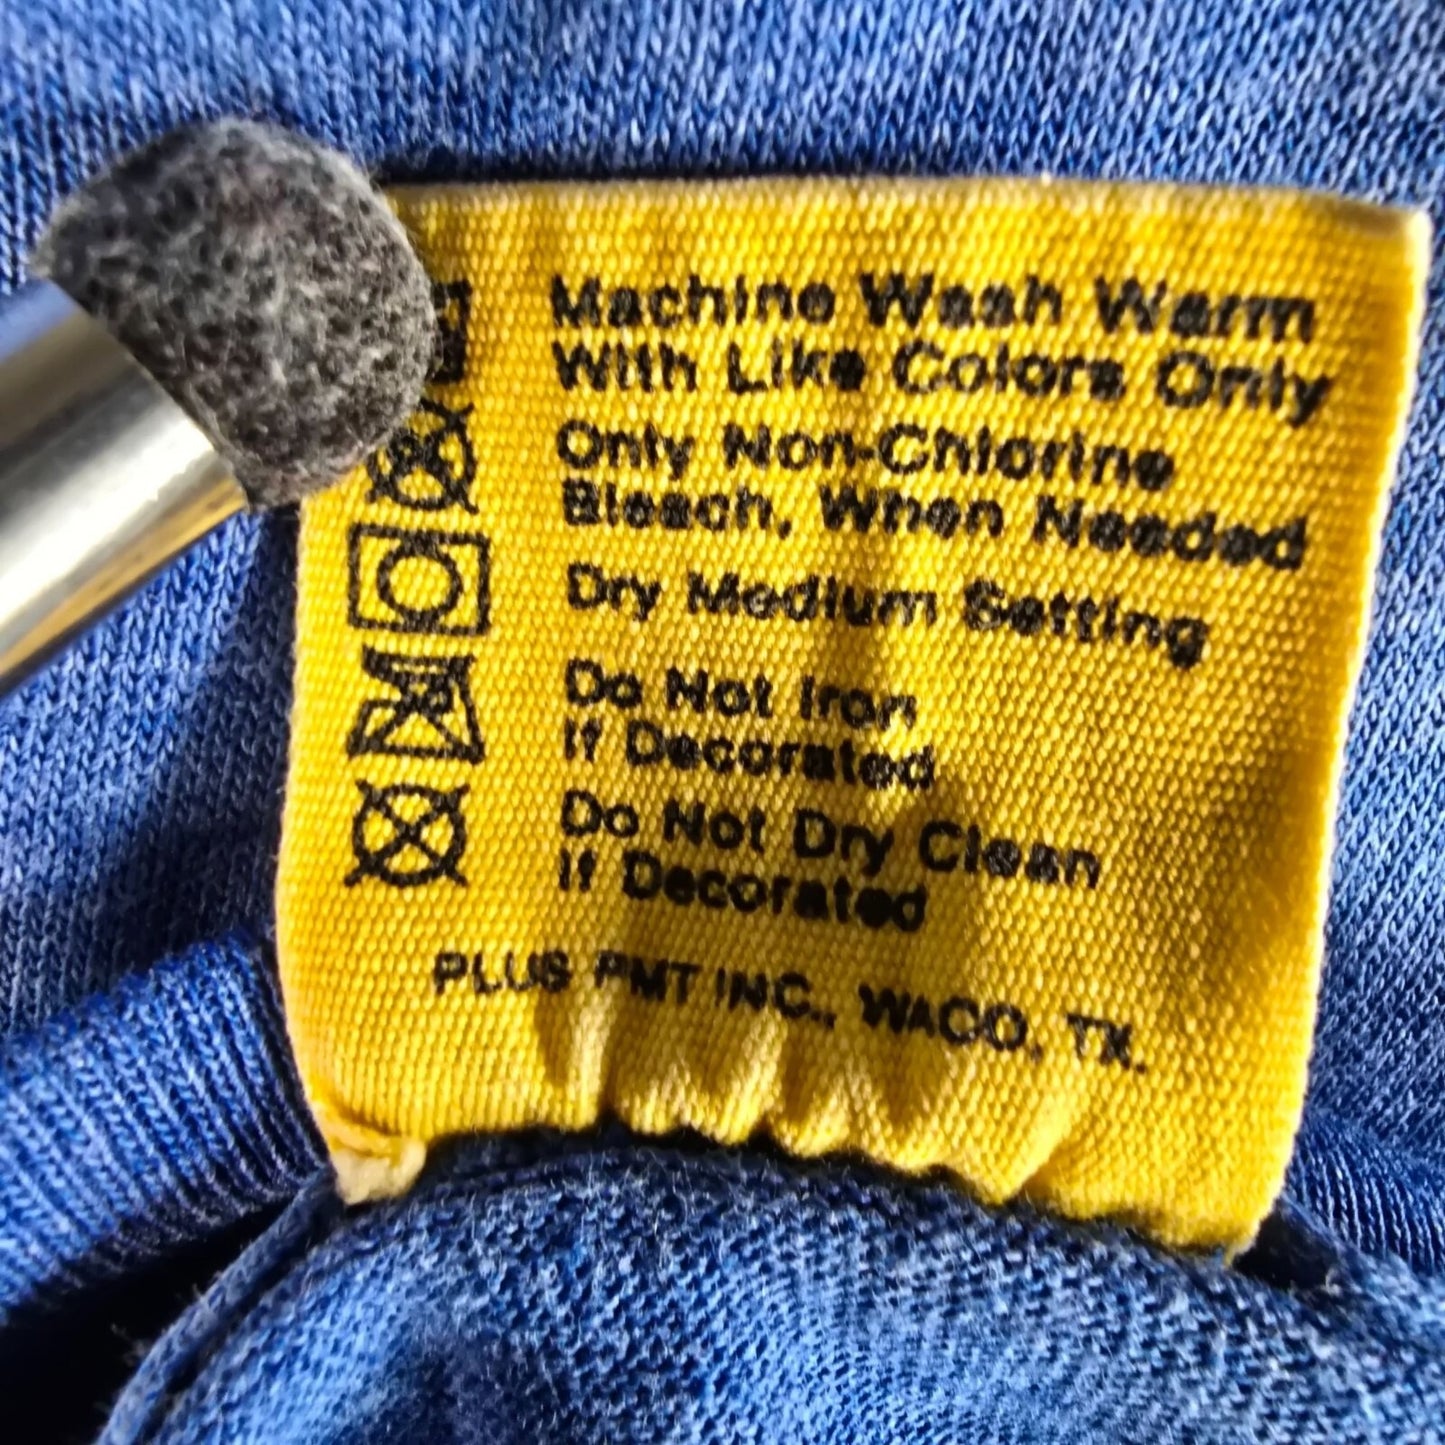 Machine Wash Warm
With Like Colors Only
Only Non-Chlorine
Bleach, When Needed
Dry Medium Setting
Do Not Iron
If Decorated
Do Not Dry Clean
If Decorated
PLUS PMT INC., WACO, TX.